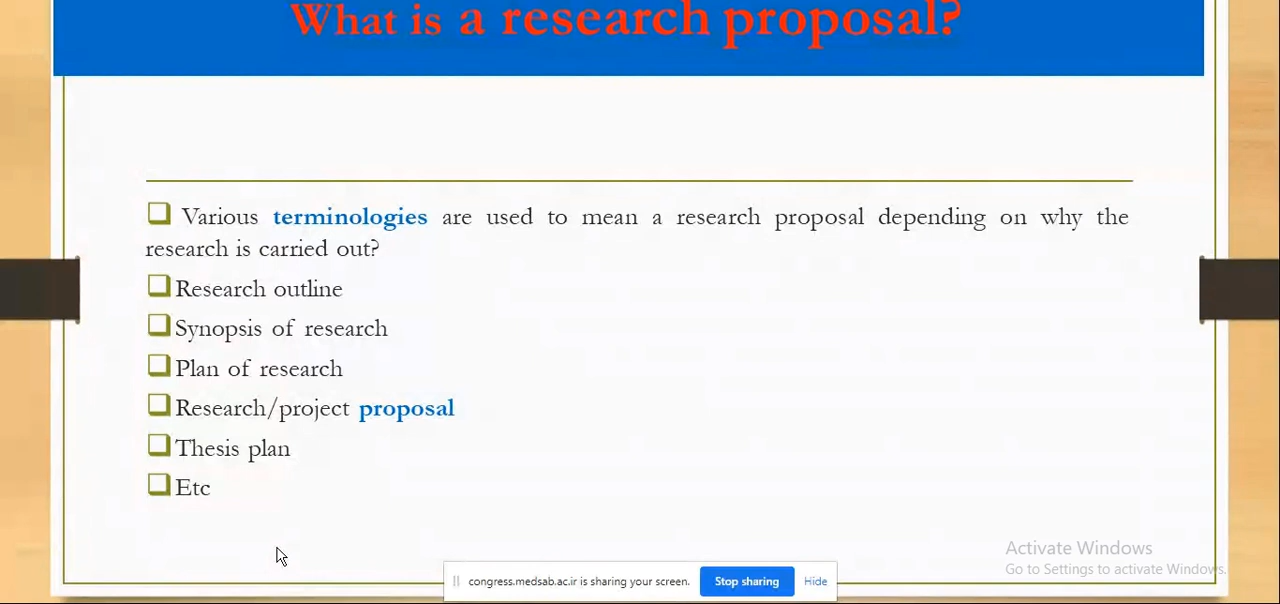 What is a research proposal?
Various terminologies are used to mean a research proposal depending on why the
research is carried out?
Research outline
Synopsis of research
Plan of research
Research/project proposal
Thesis plan
Etc
Activate Windows
Go to Settings to activate Windows.
congress.medsab.ac.ir is sharing your screen. Stop sharing Hide